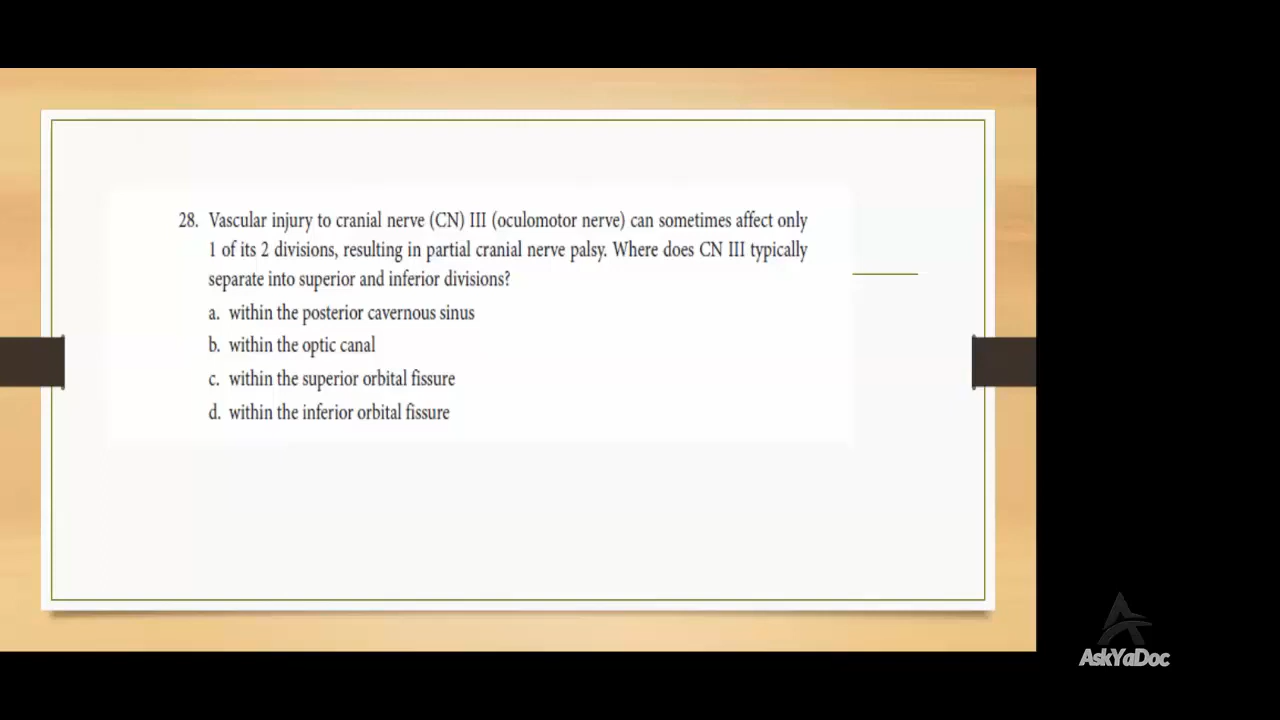 28. Vascular injury to cranial nerve (CN) III (oculomotor nerve) can sometimes affect only
1 of its 2 divisions, resulting in partial cranial nerve palsy. Where does CN III typically
separate into superior and inferior divisions?
a. within the posterior cavernous sinus
b. within the optic canal
c. within the superior orbital fissure
d. within the inferior orbital fissure
AskYaDoc